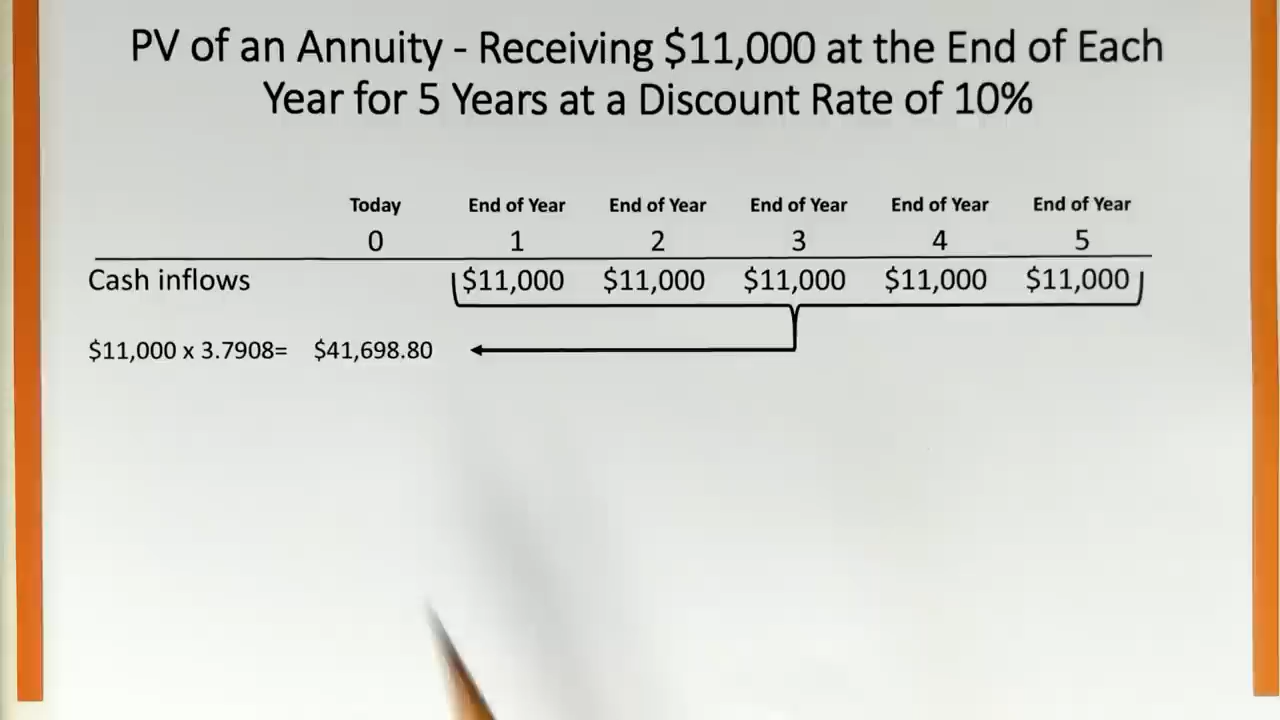 PV of an Annuity - Receiving $11,000 at the End of Each
Year for 5 Years at a Discount Rate of 10%
Today End of Year End of Year End of Year End of Year End of Year
0 1 2 3 4 5
Cash inflows $11,000 $11,000 $11,000 $11,000 $11,000
$11,000 x 3.7908= $41,698.80